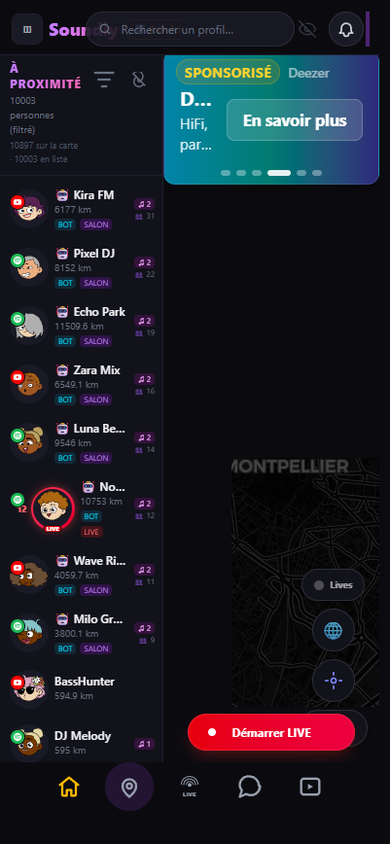 Soun
Rechercher un profil...
À
PROXIMITÉ
10003
personnes
(filtré)
10897 sur la carte
· 10003 en liste
SPONSORISÉ Deezer
D...
HiFi,
par...
En savoir plus
Kira FM
6177 km
BOT SALON
2
31
Pixel DJ
8152 km
BOT SALON
2
22
Echo Park
11509.6 km
BOT SALON
2
19
Zara Mix
6549.1 km
BOT SALON
2
16
Luna Be...
9546 km
BOT SALON
2
14
12
LIVE
No...
10753 km
BOT
LIVE
2
12
Wave Ri...
4059.7 km
BOT SALON
2
11
Milo Gr...
3800.1 km
BOT SALON
2
9
BassHunter
594.9 km
DJ Melody
595 km
1
MONTPELLIER
Lives
Démarrer LIVE
LIVE